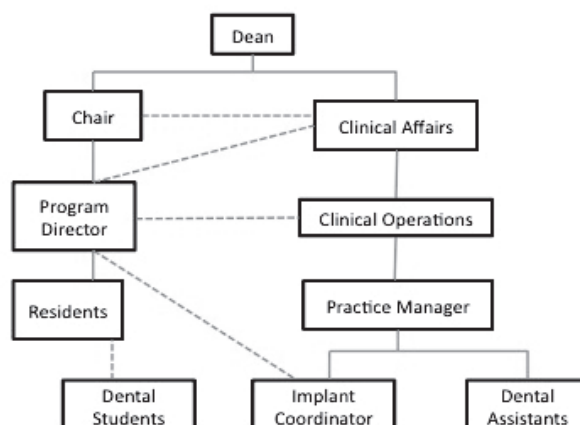 Dean
Chair
Clinical Affairs
Program
Director
Clinical Operations
Residents
Practice Manager
Dental
Students
Implant
Coordinator
Dental
Assistants